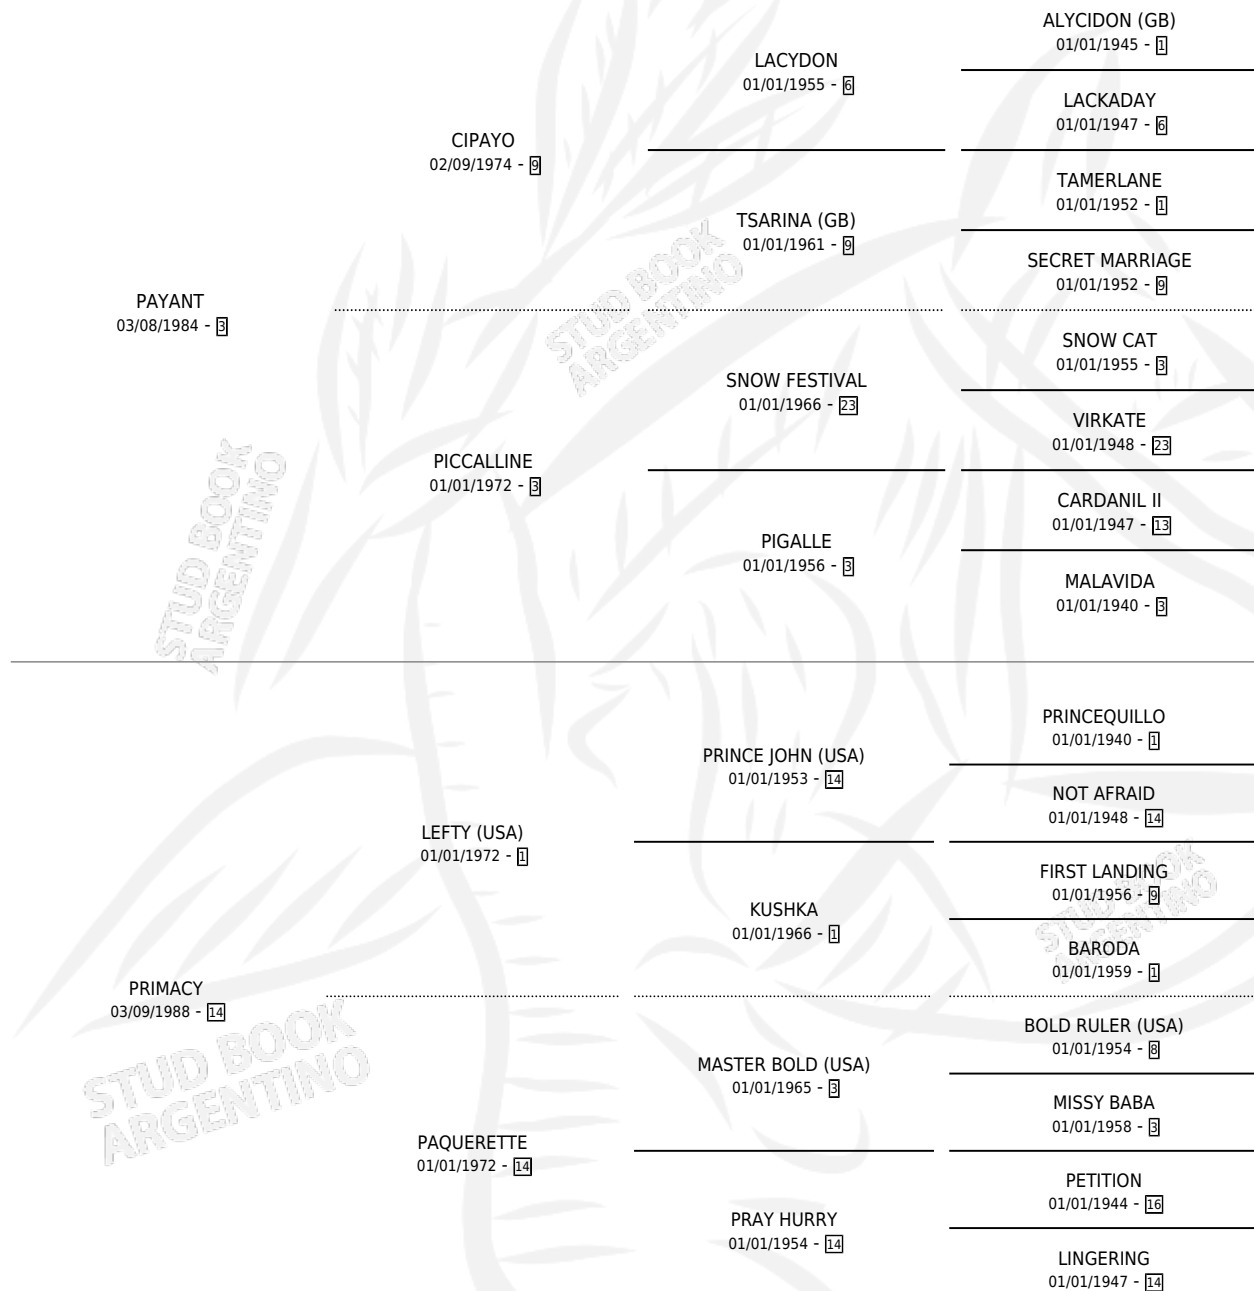 ALYCIDON (GB)
01/01/1945 - 1
LACYDON
01/01/1955 - 6
LACKADAY
01/01/1947 - 6
CIPAYO
02/09/1974 - 9
TAMERLANE
01/01/1952 - 1
TSARINA (GB)
01/01/1961 - 9
SECRET MARRIAGE
01/01/1952 - 9
PAYANT
03/08/1984 - 3
STUD BOOK
ARGENTINO
SNOW CAT
01/01/1955 - 3
SNOW FESTIVAL
01/01/1966 - 23
VIRKATE
01/01/1948 - 23
PICCALLINE
01/01/1972 - 3
CARDANIL II
01/01/1947 - 13
PIGALLE
01/01/1956 - 3
MALAVIDA
01/01/1940 - 3
STUD BOOK
ARGENTINO
PRINCEQUILLO
01/01/1940 - 1
PRINCE JOHN (USA)
01/01/1953 - 14
NOT AFRAID
01/01/1948 - 14
LEFTY (USA)
01/01/1972 - 1
FIRST LANDING
01/01/1956 - 9
KUSHKA
01/01/1966 - 1
STUD BOOK
ARGENTINO
BARODA
01/01/1959 - 1
PRIMACY
03/09/1988 - 14
BOLD RULER (USA)
01/01/1954 - 8
MASTER BOLD (USA)
01/01/1965 - 3
STUD BOOK
ARGENTINO
MISSY BABA
01/01/1958 - 3
PAQUERETTE
01/01/1972 - 14
PETITION
01/01/1944 - 16
PRAY HURRY
01/01/1954 - 14
LINGERING
01/01/1947 - 14